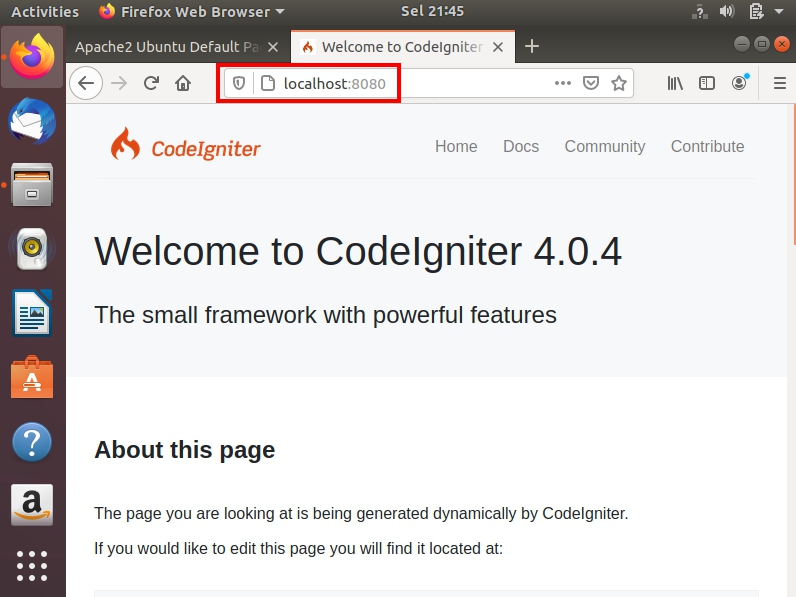 Activities Firefox Web Browser Sel 21:45
Apache2 Ubuntu Default Pa Welcome to CodeIgniter
localhost:8080
CodeIgniter Home Docs Community Contribute
Welcome to CodeIgniter 4.0.4
The small framework with powerful features
About this page
The page you are looking at is being generated dynamically by CodeIgniter.
If you would like to edit this page you will find it located at: